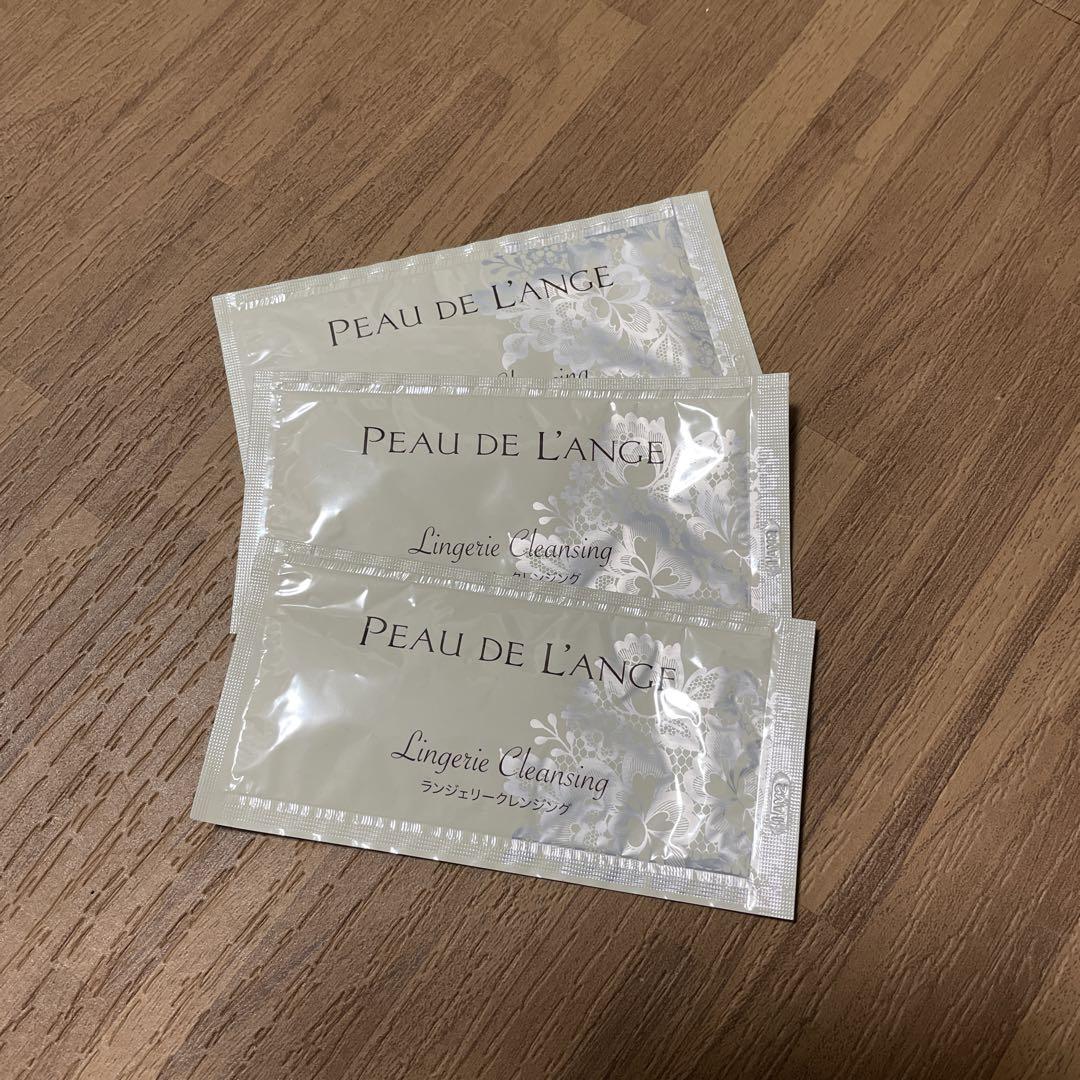 PEAU DE L'ANGE
PEAU DE L'ANGE
Lingerie Cleansing
PEAU DE L'ANGE
Lingerie Cleansing
ランジェリークレンジング